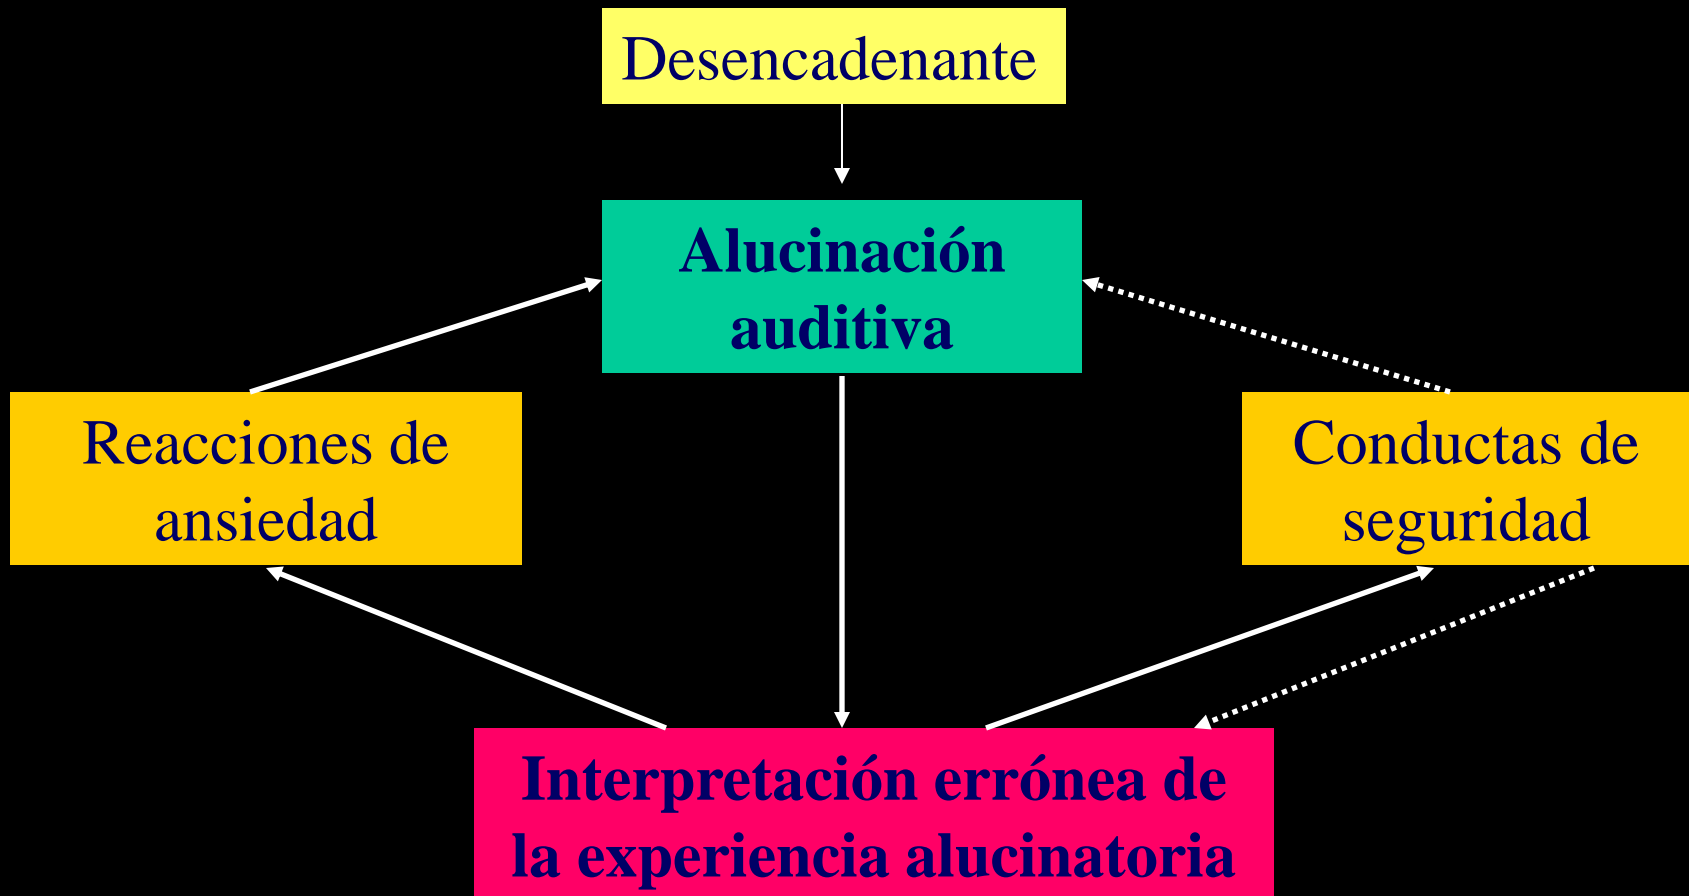 Desencadenante
Alucinación
auditiva
Reacciones de
ansiedad
Conductas de
seguridad
Interpretación errónea de
la experiencia alucinatoria